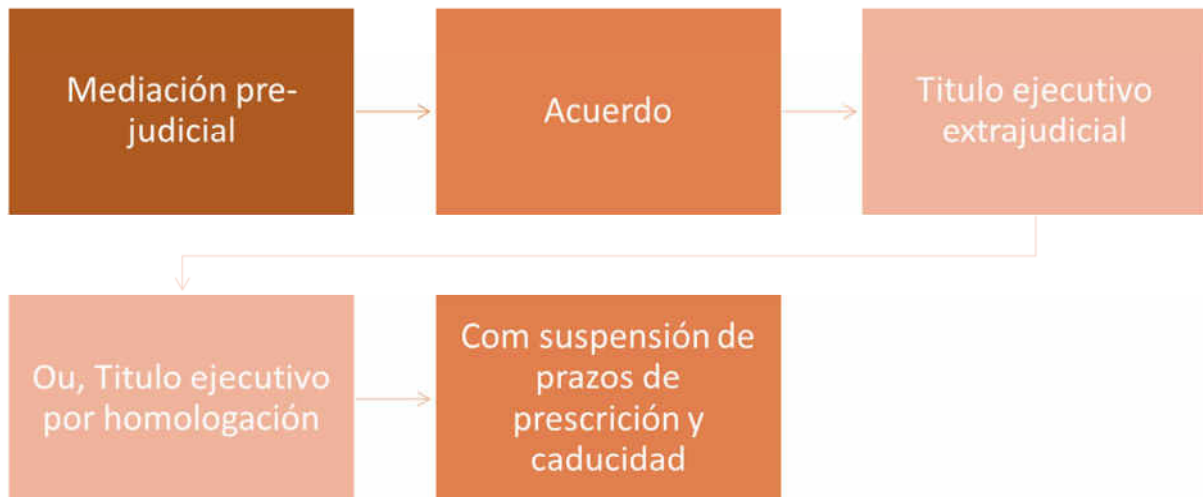 Mediación pre-
judicial
Acuerdo
Titulo ejecutivo
extrajudicial
Ou, Titulo ejecutivo
por homologación
Com suspensión de
prazos de
prescrición y
caducidad